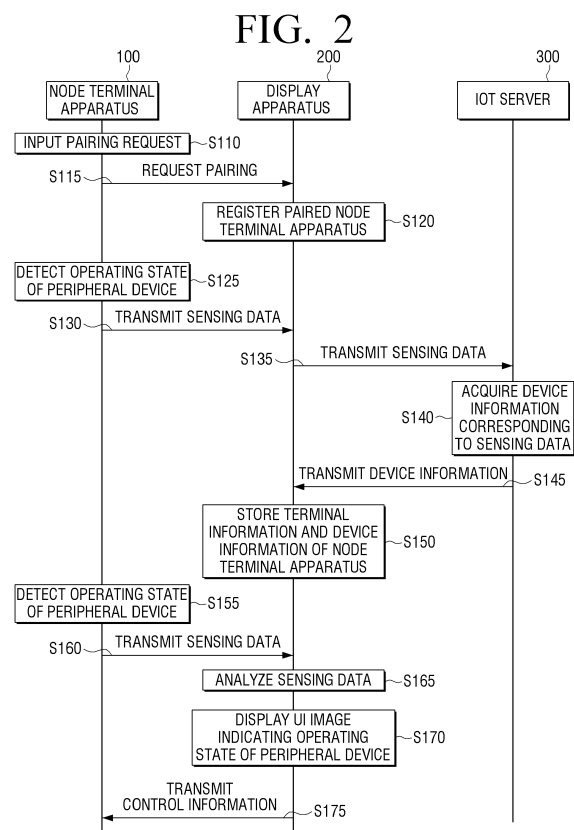 FIG. 2
100
200
300
NODE TERMINAL
APPARATUS
DISPLAY
APPARATUS
IOT SERVER
INPUT PAIRING REQUEST
S110
REQUEST PAIRING
S115
REGISTER PAIRED NODE
TERMINAL APPARATUS
S120
DETECT OPERATING STATE
OF PERIPHERAL DEVICE
S125
TRANSMIT SENSING DATA
S130
TRANSMIT SENSING DATA
S135
ACQUIRE DEVICE
INFORMATION
CORRESPONDING
TO SENSING DATA
S140
TRANSMIT DEVICE INFORMATION
S145
STORE TERMINAL
INFORMATION AND DEVICE
INFORMATION OF NODE
TERMINAL APPARATUS
S150
DETECT OPERATING STATE
OF PERIPHERAL DEVICE
S155
TRANSMIT SENSING DATA
S160
ANALYZE SENSING DATA
S165
DISPLAY UI IMAGE
INDICATING OPERATING
STATE OF PERIPHERAL DEVICE
S170
TRANSMIT
CONTROL INFORMATION
S175